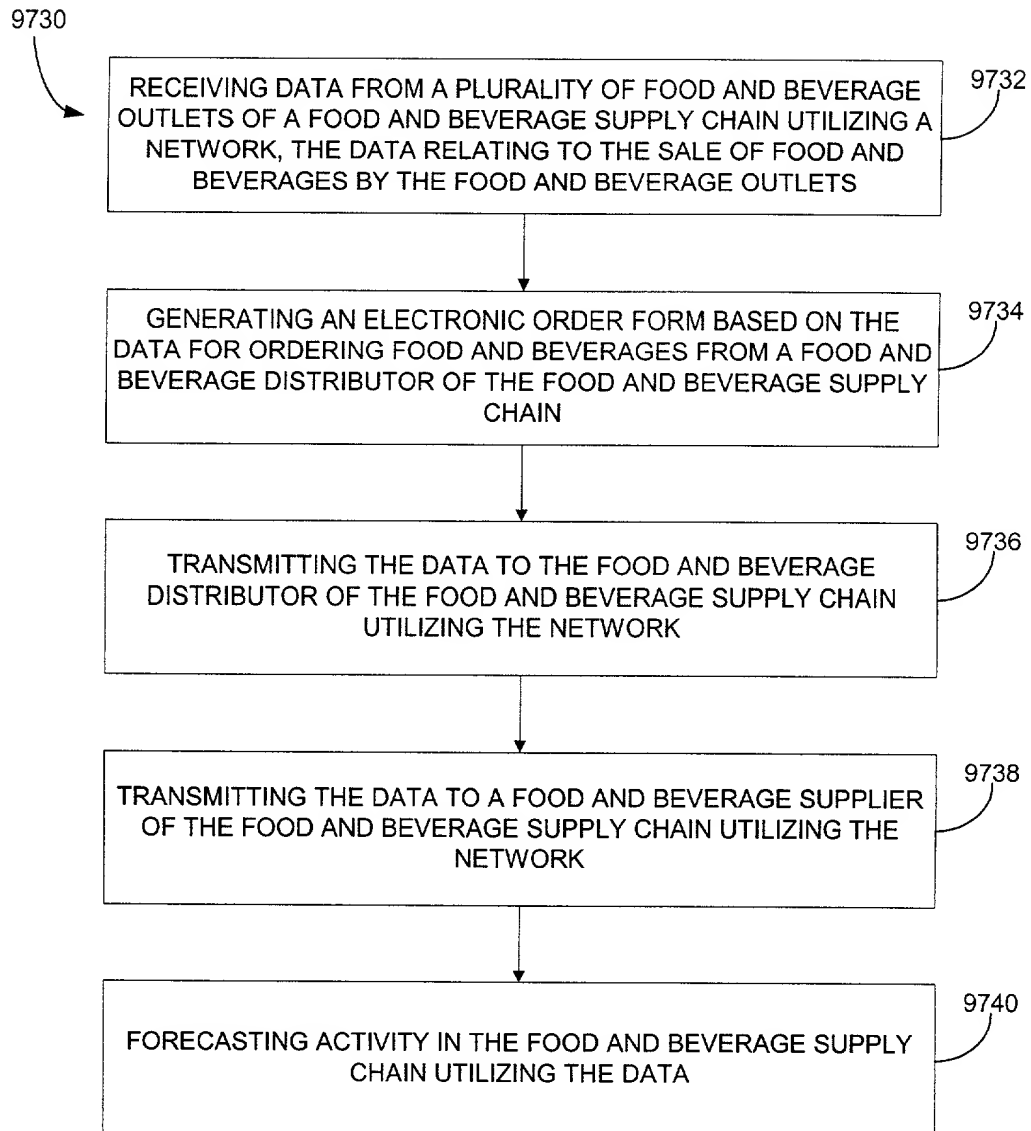 9730
RECEIVING DATA FROM A PLURALITY OF FOOD AND BEVERAGE
OUTLETS OF A FOOD AND BEVERAGE SUPPLY CHAIN UTILIZING A
NETWORK, THE DATA RELATING TO THE SALE OF FOOD AND
BEVERAGES BY THE FOOD AND BEVERAGE OUTLETS
9732
GENERATING AN ELECTRONIC ORDER FORM BASED ON THE
DATA FOR ORDERING FOOD AND BEVERAGES FROM A FOOD AND
BEVERAGE DISTRIBUTOR OF THE FOOD AND BEVERAGE SUPPLY
CHAIN
9734
TRANSMITTING THE DATA TO THE FOOD AND BEVERAGE
DISTRIBUTOR OF THE FOOD AND BEVERAGE SUPPLY CHAIN
UTILIZING THE NETWORK
9736
TRANSMITTING THE DATA TO A FOOD AND BEVERAGE SUPPLIER
OF THE FOOD AND BEVERAGE SUPPLY CHAIN UTILIZING THE
NETWORK
9738
FORECASTING ACTIVITY IN THE FOOD AND BEVERAGE SUPPLY
CHAIN UTILIZING THE DATA
9740